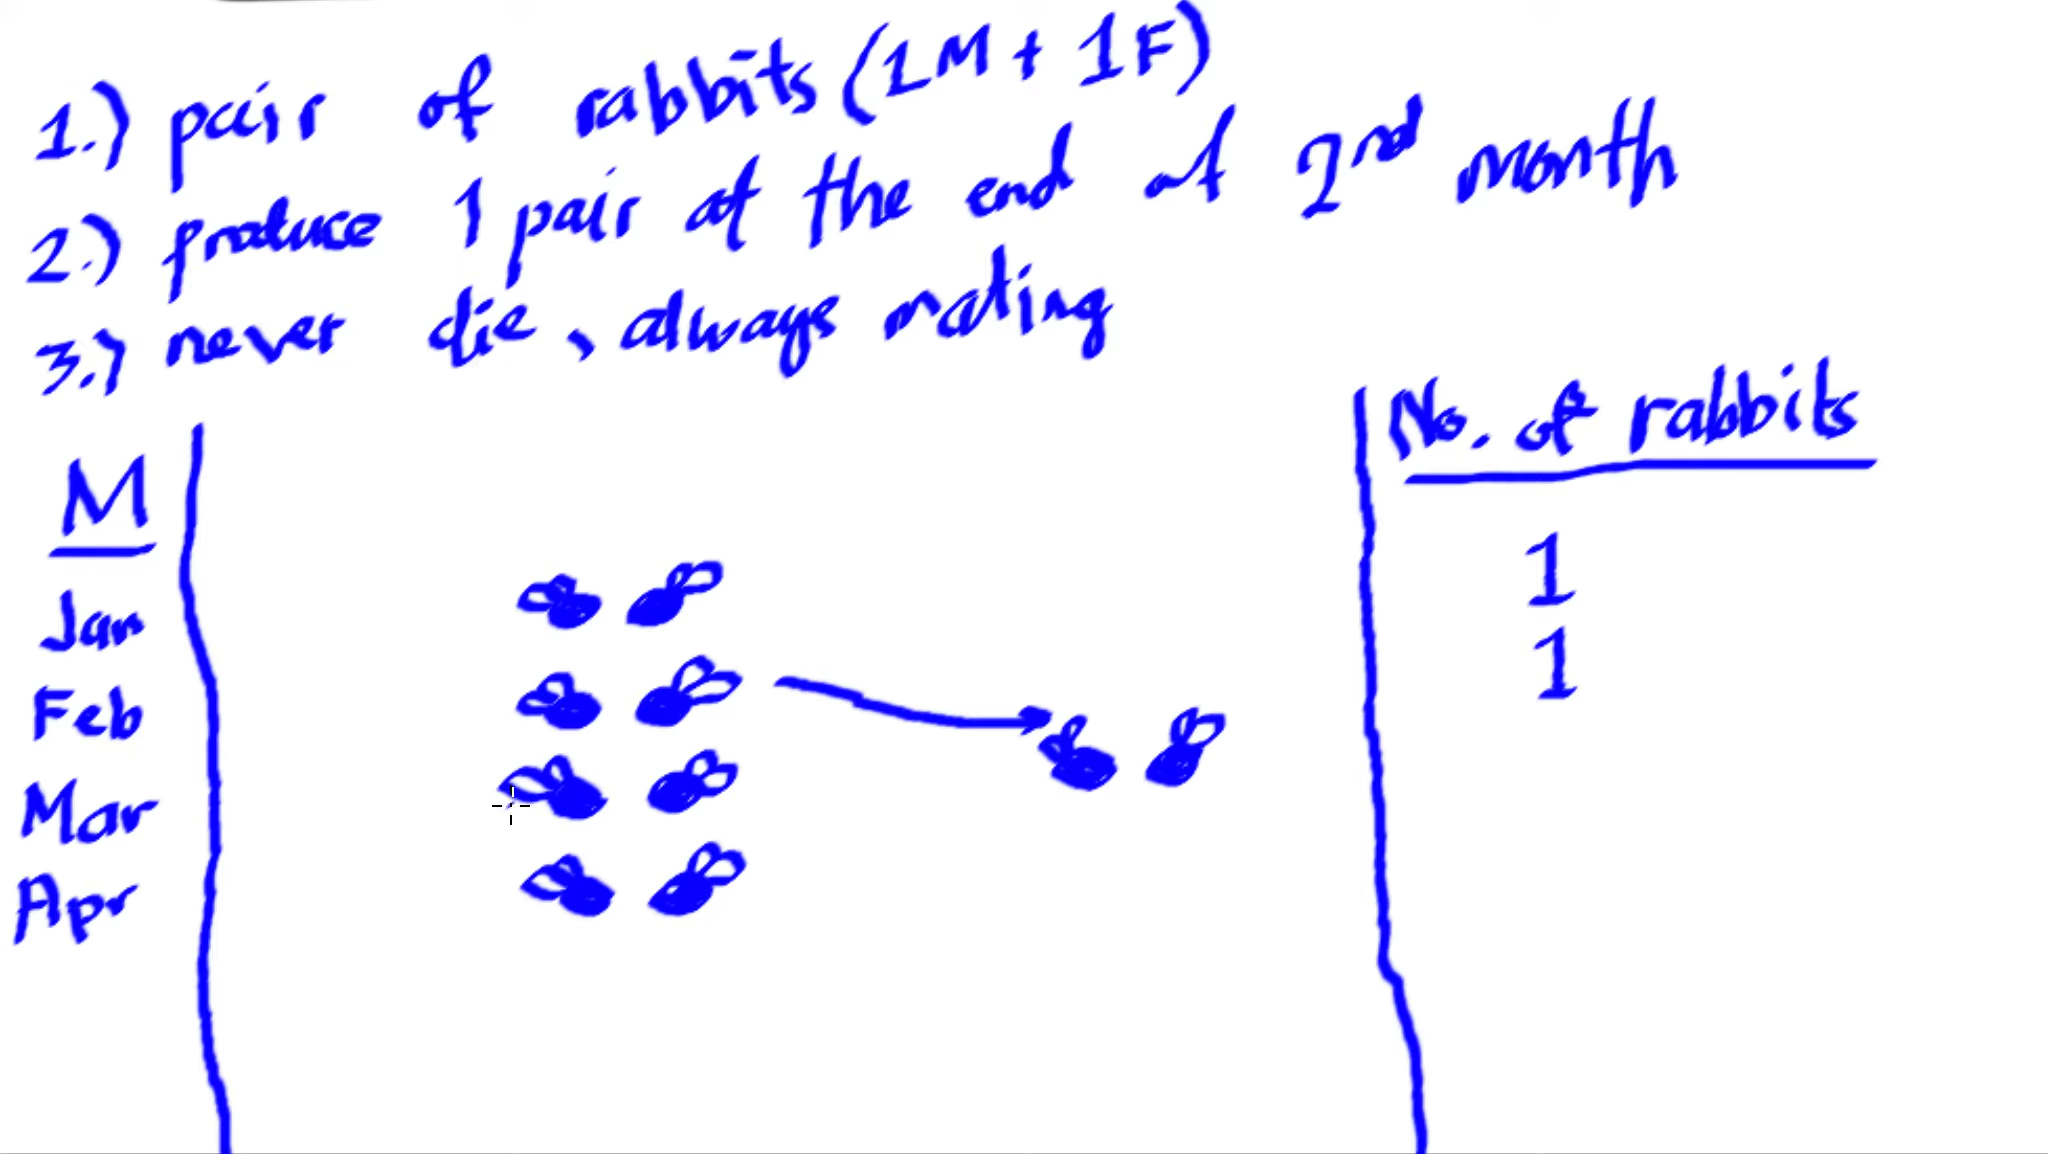 1.) pair of rabbits (1M + 1F)
2.) produce 1 pair at the end of 2nd month
3.) never die, always mating
M
No. of rabbits
Jan
1
Feb
1
Mar
Apr